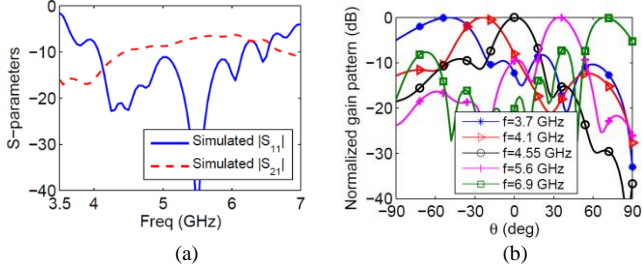 S-parameters
0
−10
−20
−30
−40
3.5
4
5
6
7
Freq (GHz)
Simulated |S11|
Simulated |S21|
(a)
Normalized gain pattern (dB)
0
−10
−20
−30
−40
−90
−60
−30
0
30
60
90
θ (deg)
f=3.7 GHz
f=4.1 GHz
f=4.55 GHz
f=5.6 GHz
f=6.9 GHz
(b)